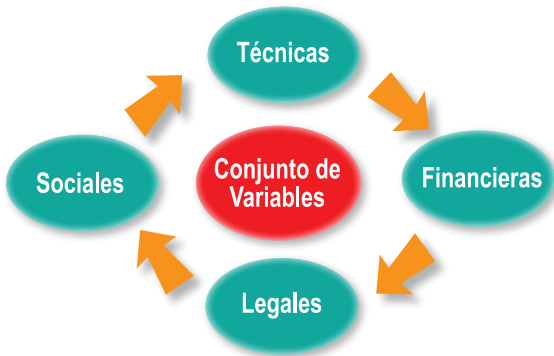 Técnicas
Sociales
Conjunto de
Variables
Financieras
Legales